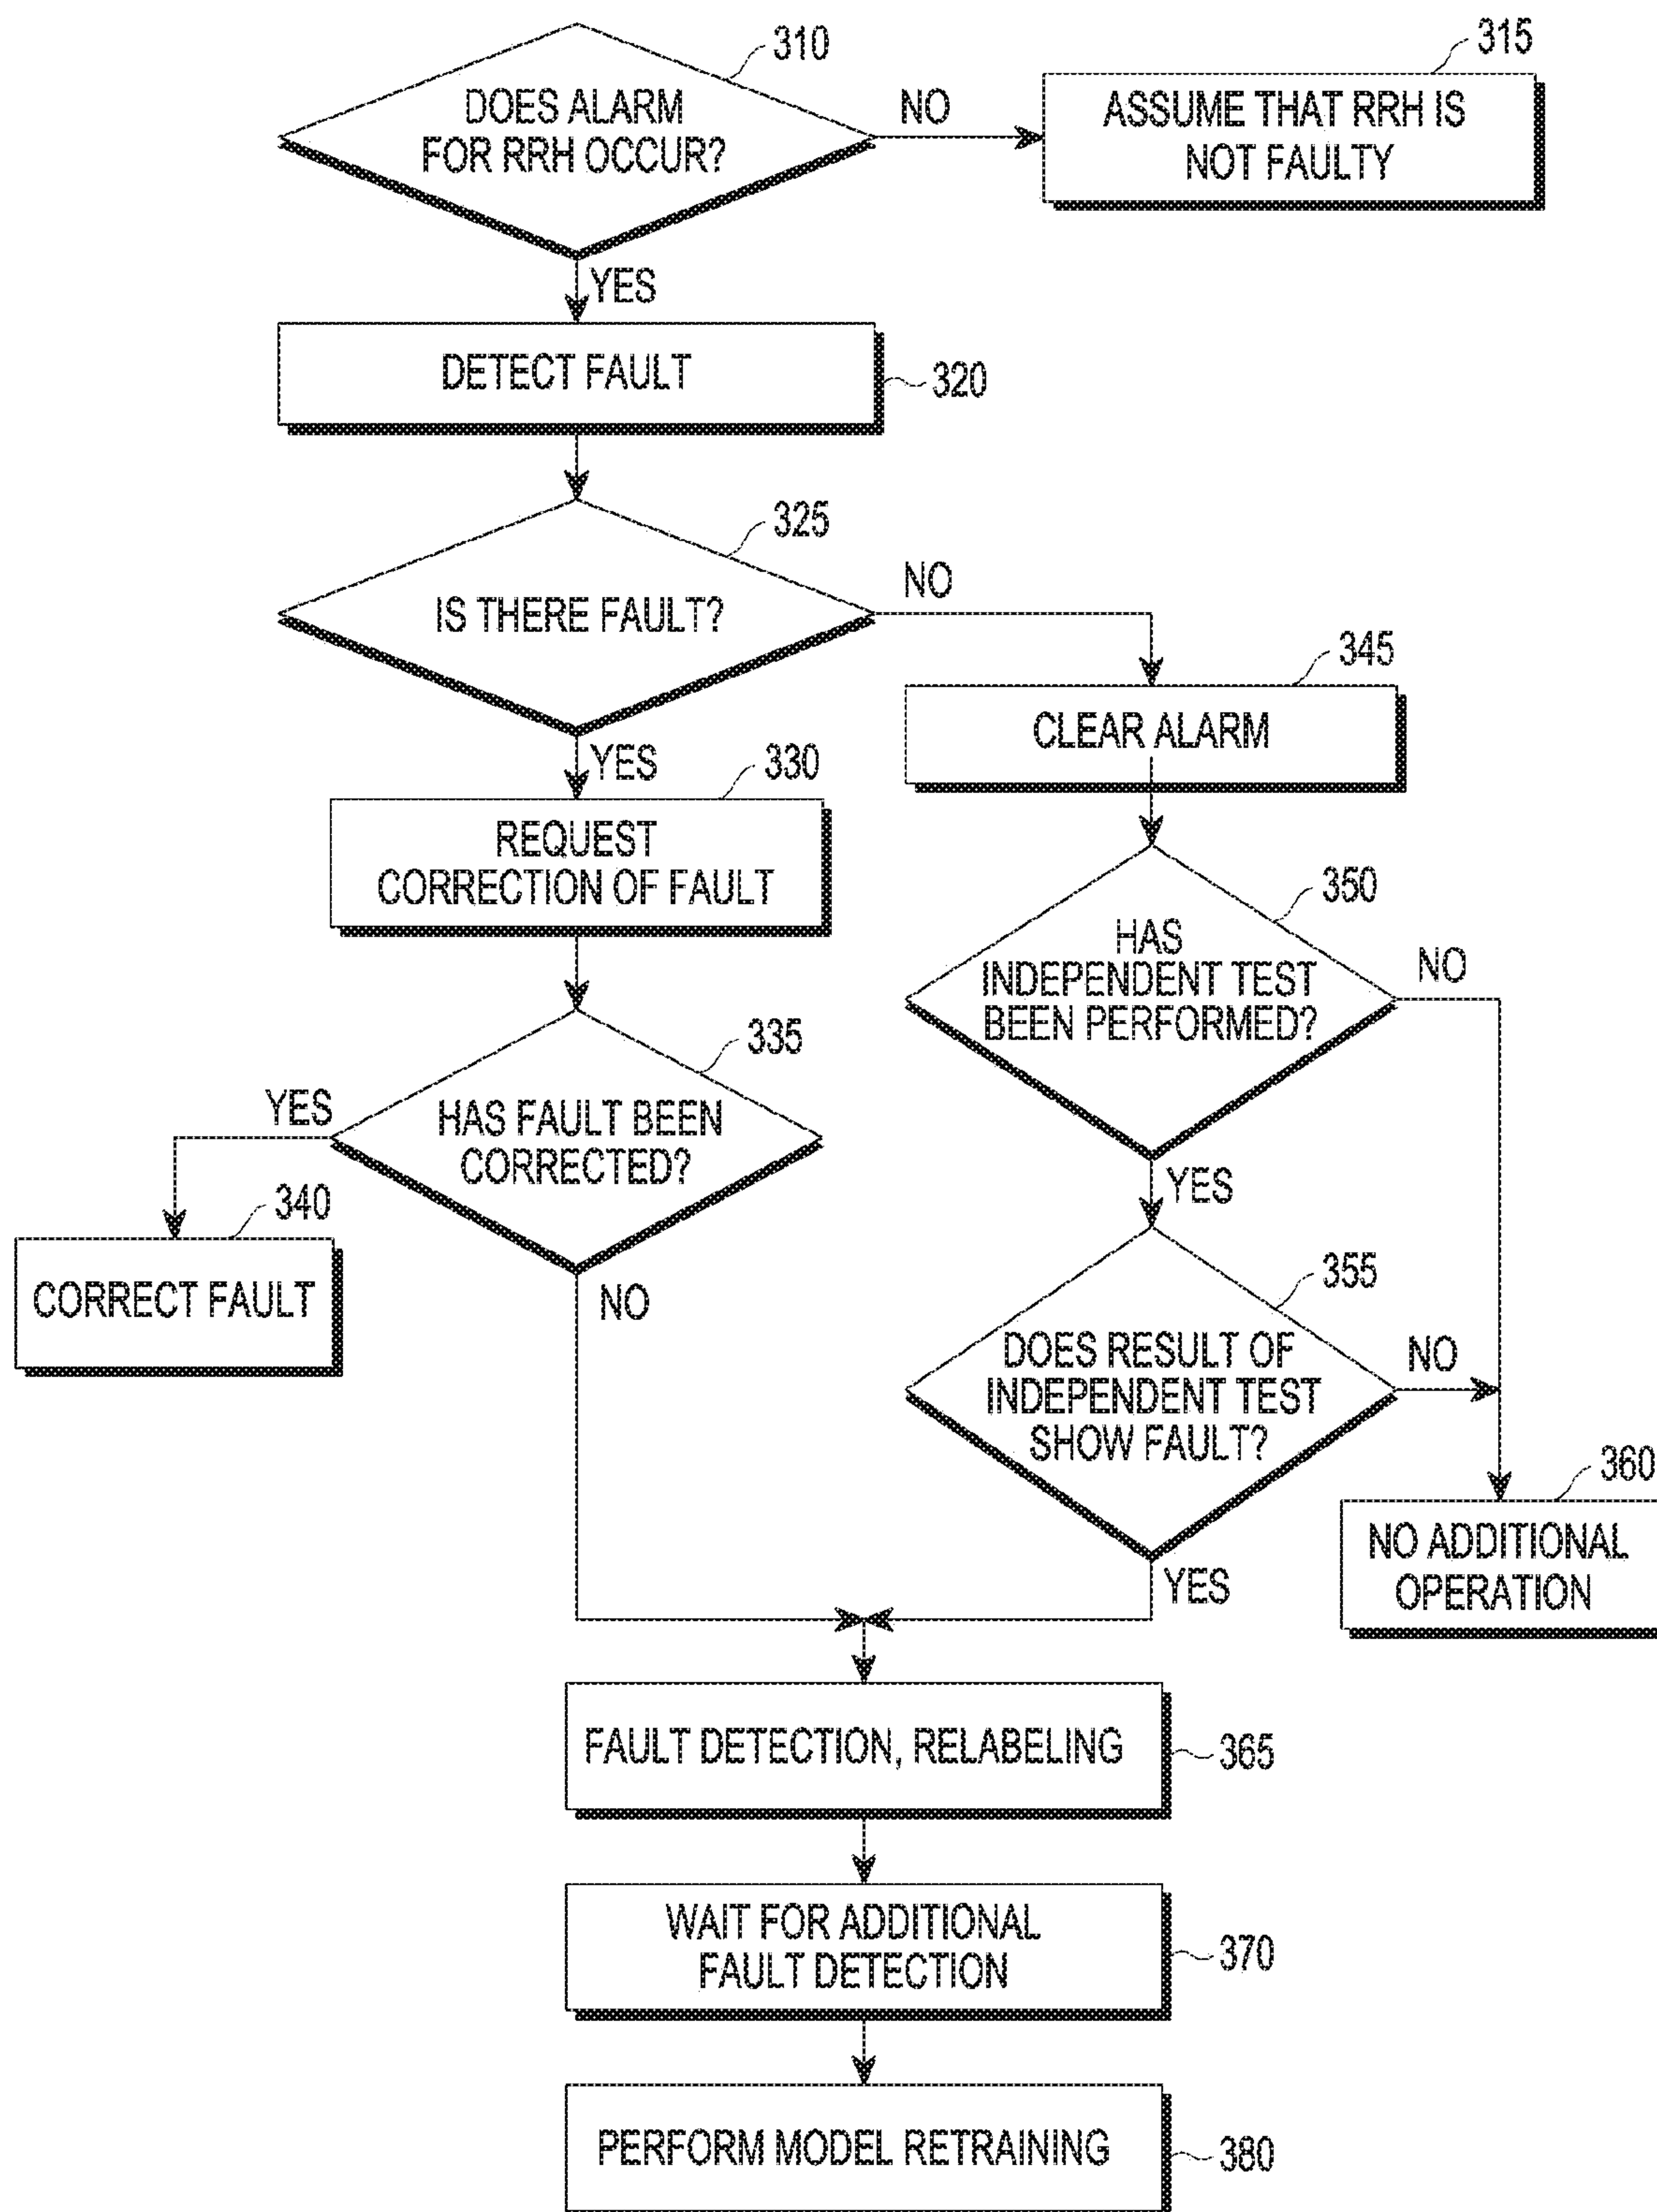 310
DOES ALARM
FOR RRH OCCUR?
NO
315
ASSUME THAT RRH IS
NOT FAULTY
YES
DETECT FAULT
320
325
IS THERE FAULT?
NO
345
CLEAR ALARM
YES
330
REQUEST
CORRECTION OF FAULT
350
HAS
INDEPENDENT TEST
BEEN PERFORMED?
NO
335
YES
HAS FAULT BEEN
CORRECTED?
YES
340
CORRECT FAULT
NO
355
DOES RESULT OF
INDEPENDENT TEST
SHOW FAULT?
NO
360
NO ADDITIONAL
OPERATION
YES
FAULT DETECTION, RELABELING
365
WAIT FOR ADDITIONAL
FAULT DETECTION
370
PERFORM MODEL RETRAINING
380